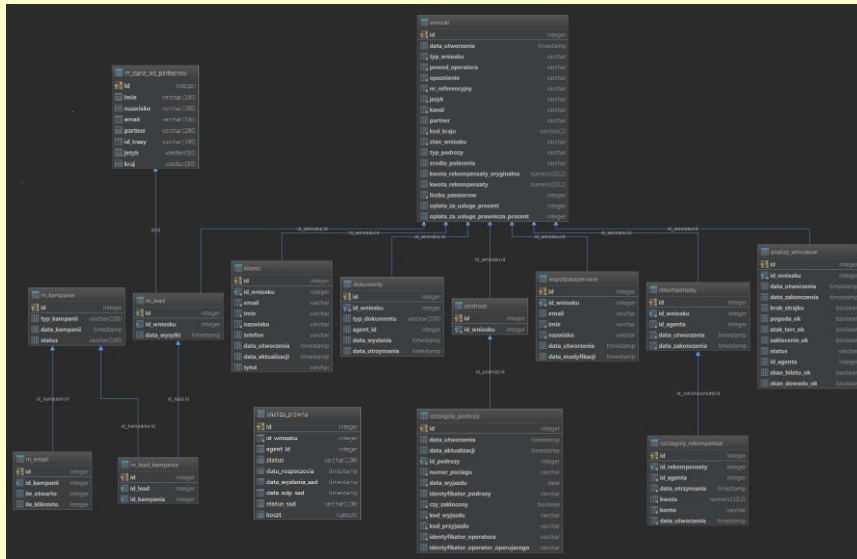 wnioski
id integer
data_utworzenia timestamp
typ_wniosku varchar
powod_operatora varchar
opoznienie varchar
nr_referencyjny varchar
jezyk varchar
kanal varchar
partner varchar
kod_kraju varchar(2)
stan_wniosku varchar
typ_podrozy varchar
zrodlo_polecenia varchar
kwota_rekompensaty_oryginalna numeric(10,2)
kwota_rekompensaty numeric(10,2)
liczba_pasazerow integer
oplata_za_usluge_procent integer
oplata_za_usluge_prawnicza_procent integer
m_dane_od_partnerow
id integer
imie varchar(100)
nazwisko varchar(100)
email varchar(100)
partner varchar(100)
id_trasy varchar(100)
jezyk varchar(10)
kraj varchar(10)
id:id
id_wniosku:id
id_wniosku:id
id_wniosku:id
id_wniosku:id
id_wniosku:id
id_wniosku:id
id_wniosku:id
m_kampanie
id integer
typ_kampanii varchar(100)
data_kampanii timestamp
status varchar(100)
m_lead
id integer
id_wniosku integer
data_wysylki timestamp
klienci
id integer
id_wniosku integer
email varchar
imie varchar
nazwisko varchar
telefon varchar
data_utworzenia timestamp
data_aktualizacji timestamp
tytul varchar
dokumenty
id integer
id_wniosku integer
typ_dokumentu varchar(100)
agent_id integer
data_wyslania timestamp
data_otrzymania timestamp
podroze
id integer
id_wniosku integer
wspolpasazerowie
id integer
id_wniosku integer
email varchar
imie varchar
nazwisko varchar
data_utworzenia timestamp
data_modyfikacji timestamp
rekompensaty
id integer
id_wniosku integer
id_agenta integer
data_utworzenia timestamp
data_zakonczenia timestamp
analizy_wnioskow
id integer
id_wniosku integer
data_utworzenia timestamp
data_zakonczenia timestamp
brak_strajku boolean
pogoda_ok boolean
atak_terr_ok boolean
zaklocenie_ok boolean
status varchar
id_agenta integer
skan_biletu_ok boolean
skan_dowodu_ok boolean
id_kampanii:id
id_kampania:id
id_lead:id
id_podrozy:id
id_rekompensaty:id
m_email
id integer
id_kampanii integer
ile_otwarto integer
ile_kliknieto integer
m_lead_kampania
id integer
id_lead integer
id_kampania integer
analiza_prawna
id integer
id_wniosku integer
agent_id integer
status varchar(100)
data_rozpoczecia timestamp
data_wyslania_sad timestamp
data_odp_sad timestamp
status_sad varchar(100)
koszt numeric
szczegoly_podrozy
id integer
data_utworzenia timestamp
data_aktualizacji timestamp
id_podrozy integer
numer_pociagu varchar
data_wyjazdu date
identyfikator_podrozy varchar
czy_zaklocony boolean
kod_wyjazdu varchar
kod_przyjazdu varchar
identyfikator_operatora varchar
identyfikator_operator_operujacego varchar
szczegoly_rekompensat
id integer
id_rekompensaty integer
id_agenta integer
data_otrzymania timestamp
kwota numeric(10,2)
konto varchar
data_utworzenia timestamp